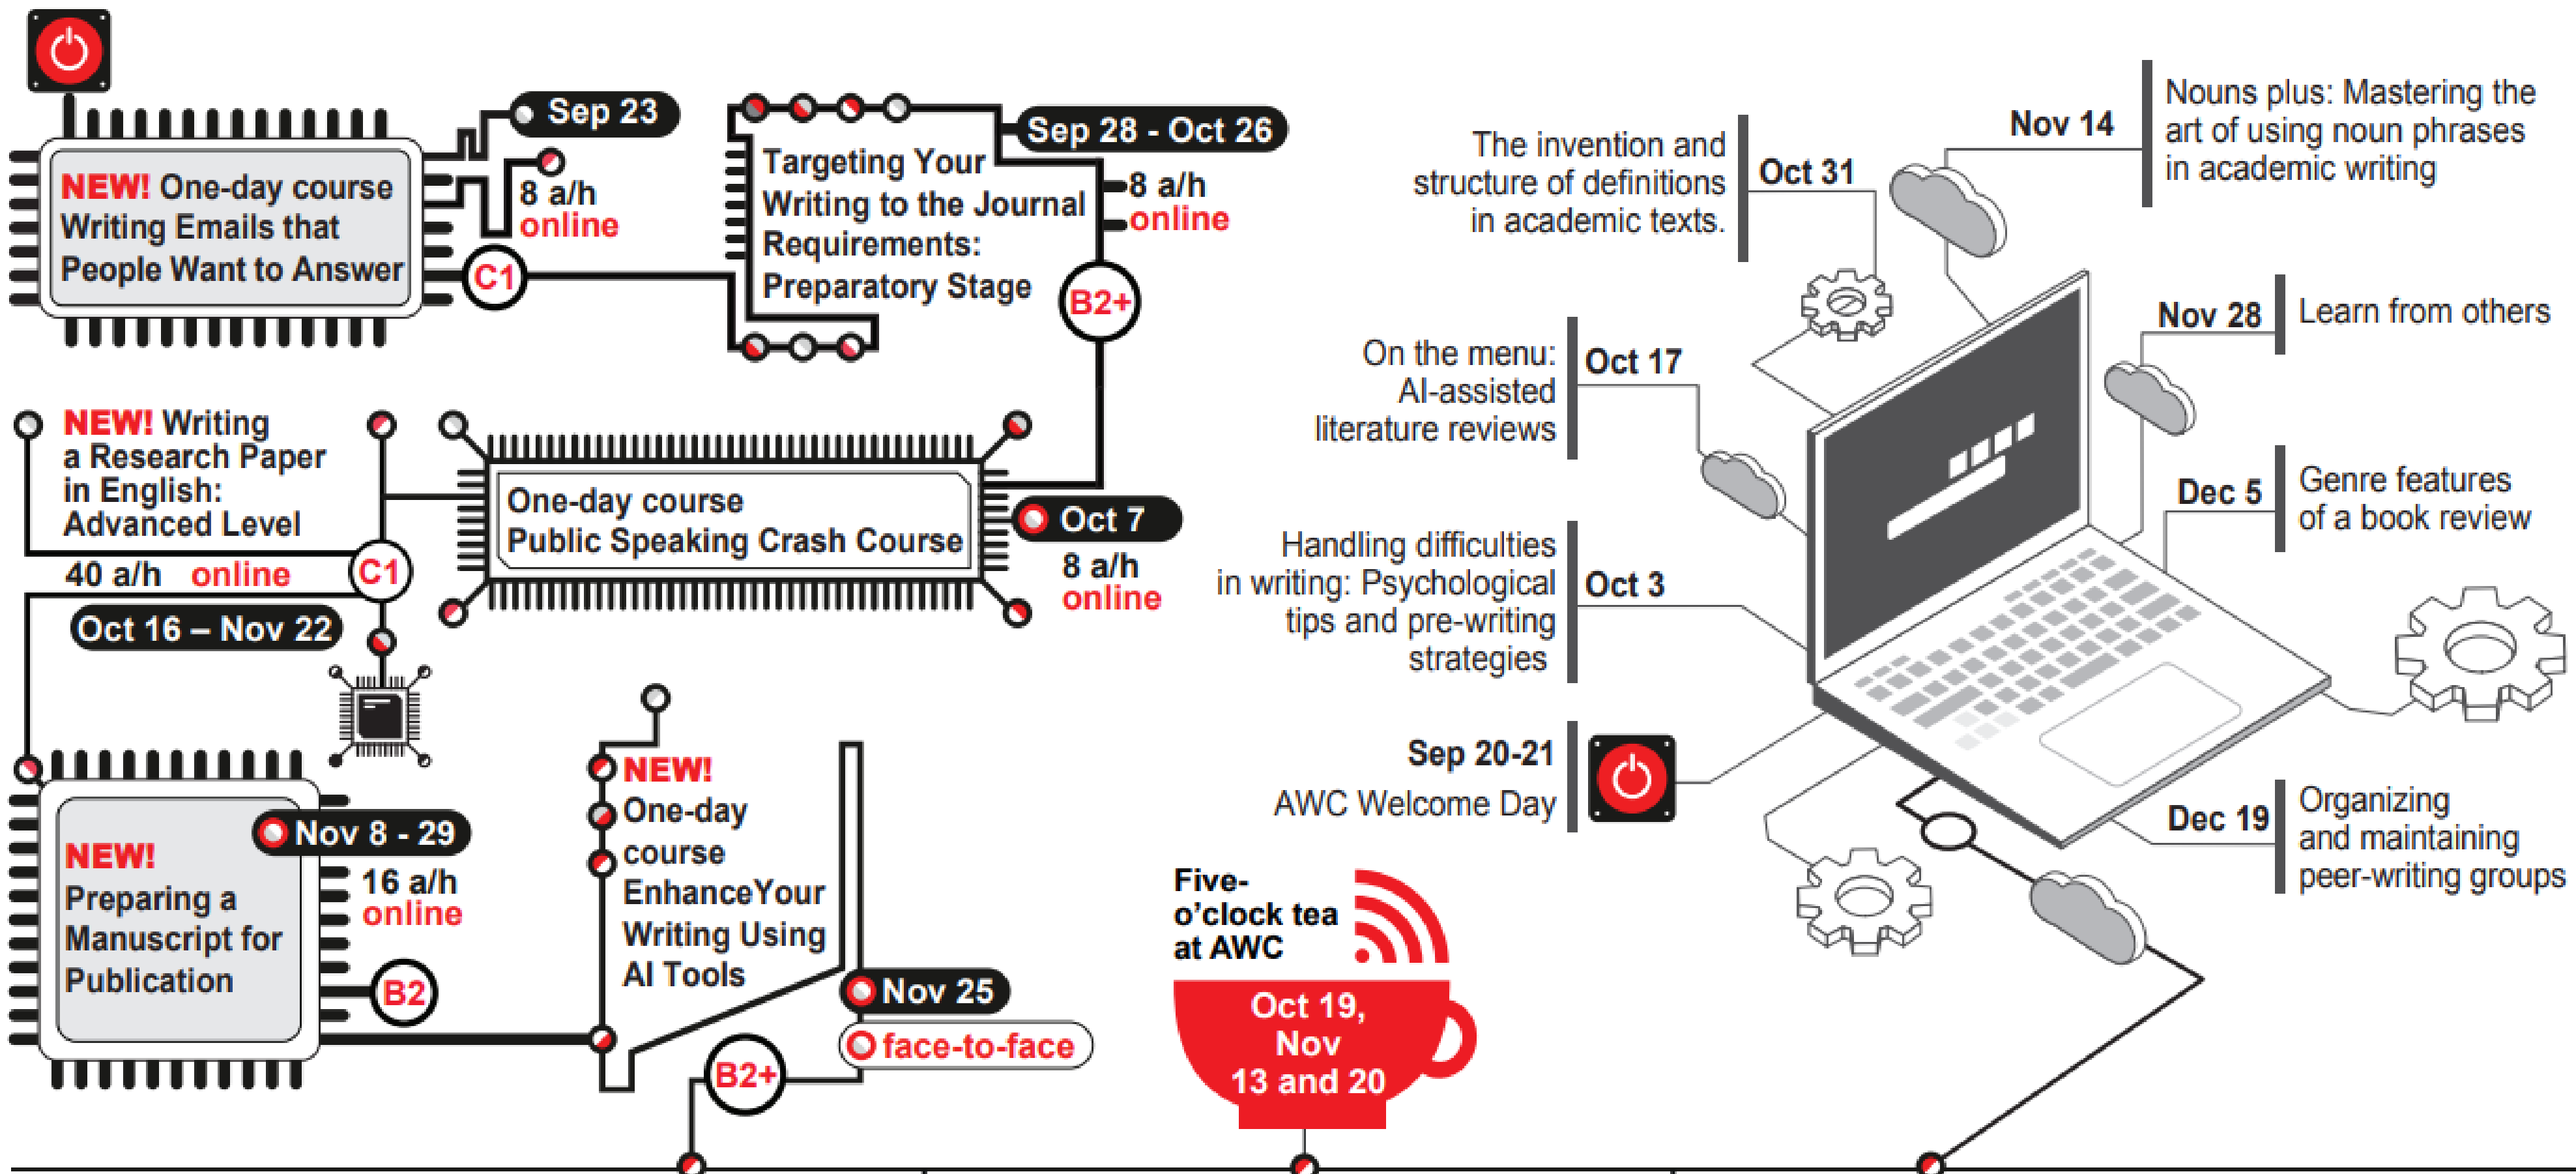 Sep 23
NEW! One-day course
Writing Emails that
People Want to Answer
8 a/h
online
C1
Sep 28 - Oct 26
Targeting Your
Writing to the Journal
Requirements:
Preparatory Stage
8 a/h
online
B2+
NEW! Writing
a Research Paper
in English:
Advanced Level
40 a/h online
C1
Oct 16 – Nov 22
One-day course
Public Speaking Crash Course
Oct 7
8 a/h
online
NEW!
Preparing a
Manuscript for
Publication
Nov 8 - 29
16 a/h
online
B2
NEW!
One-day
course
EnhanceYour
Writing Using
AI Tools
Nov 25
face-to-face
B2+
The invention and
structure of definitions
in academic texts.
Oct 31
Nov 14
Nouns plus: Mastering the
art of using noun phrases
in academic writing
On the menu:
AI-assisted
literature reviews
Oct 17
Nov 28
Learn from others
Handling difficulties
in writing: Psychological
tips and pre-writing
strategies
Oct 3
Dec 5
Genre features
of a book review
Sep 20-21
AWC Welcome Day
Dec 19
Organizing
and maintaining
peer-writing groups
Five-
o’clock tea
at AWC
Oct 19,
Nov
13 and 20